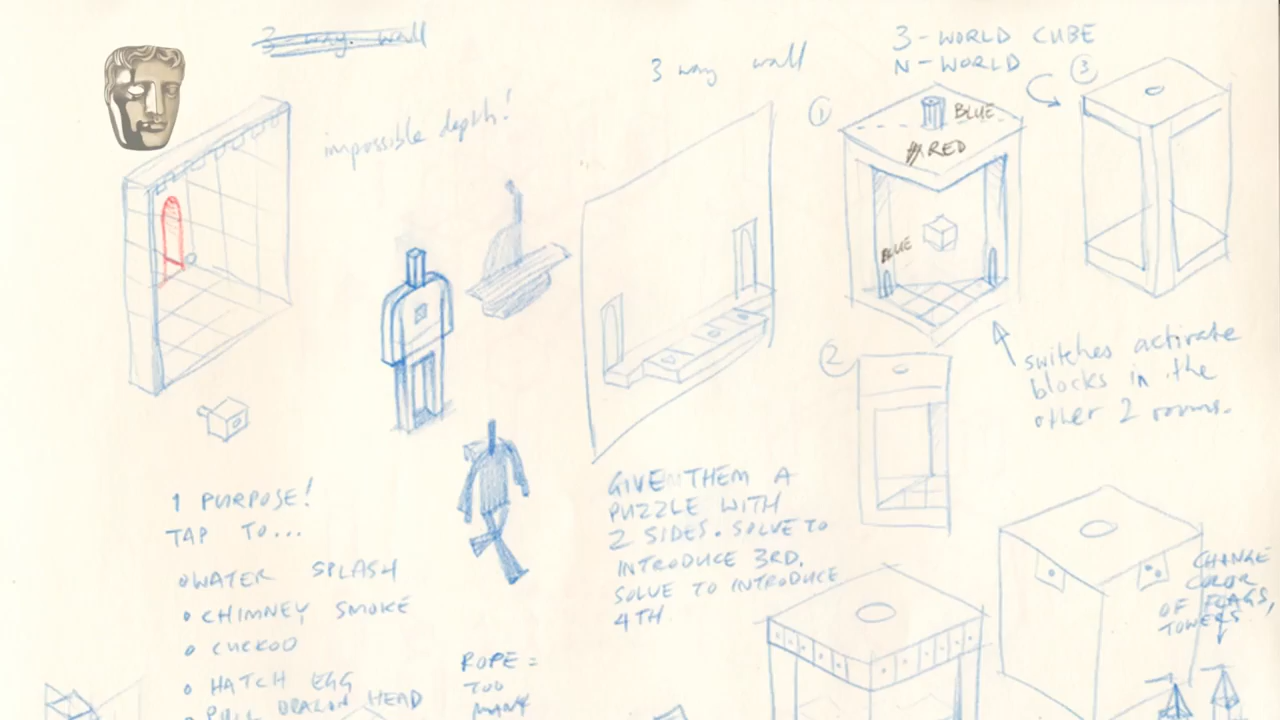 3 way wall
impossible depth!
3 way wall
3-WORLD CUBE
N-WORLD
③
①
BLUE
RED
BLUE
②
switches activate
blocks in the
other 2 rooms.
1 PURPOSE!
TAP TO...
WATER SPLASH
CHIMNEY SMOKE
CUCKOO
HATCH EGG
PULL DRAGON HEAD
ROPE =
TOO
MANY
GIVE THEM A
PUZZLE WITH
2 SIDES. SOLVE TO
INTRODUCE 3RD.
SOLVE TO INTRODUCE
4TH
CHANGE
COLOR
OF FLAGS,
TOWERS